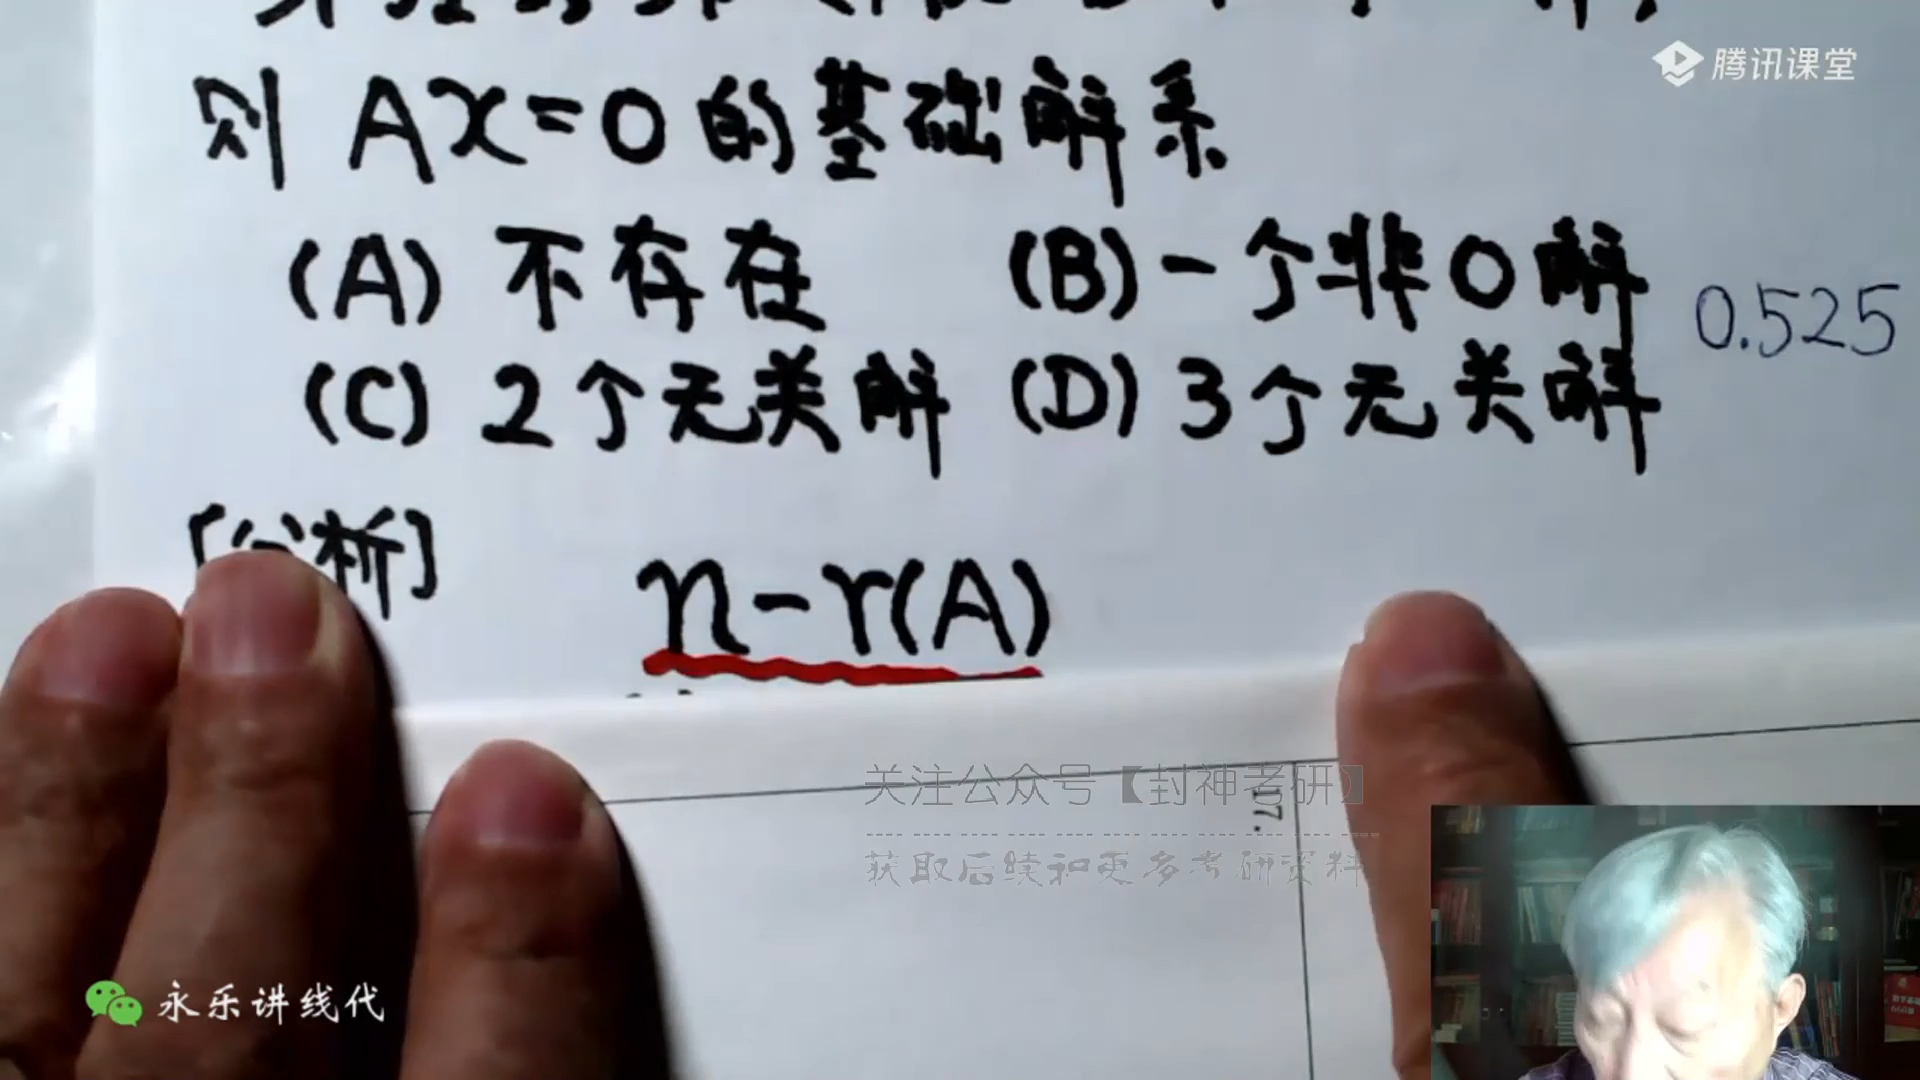 腾讯课堂
则 Ax=0 的基础解系
(A) 不存在 (B) 一个非0解 0.525
(C) 2个无关解 (D) 3个无关解
[分析]
n-r(A)
关注公众号【封神考研】
17.
获取后续和更多考研资料
永乐讲线代